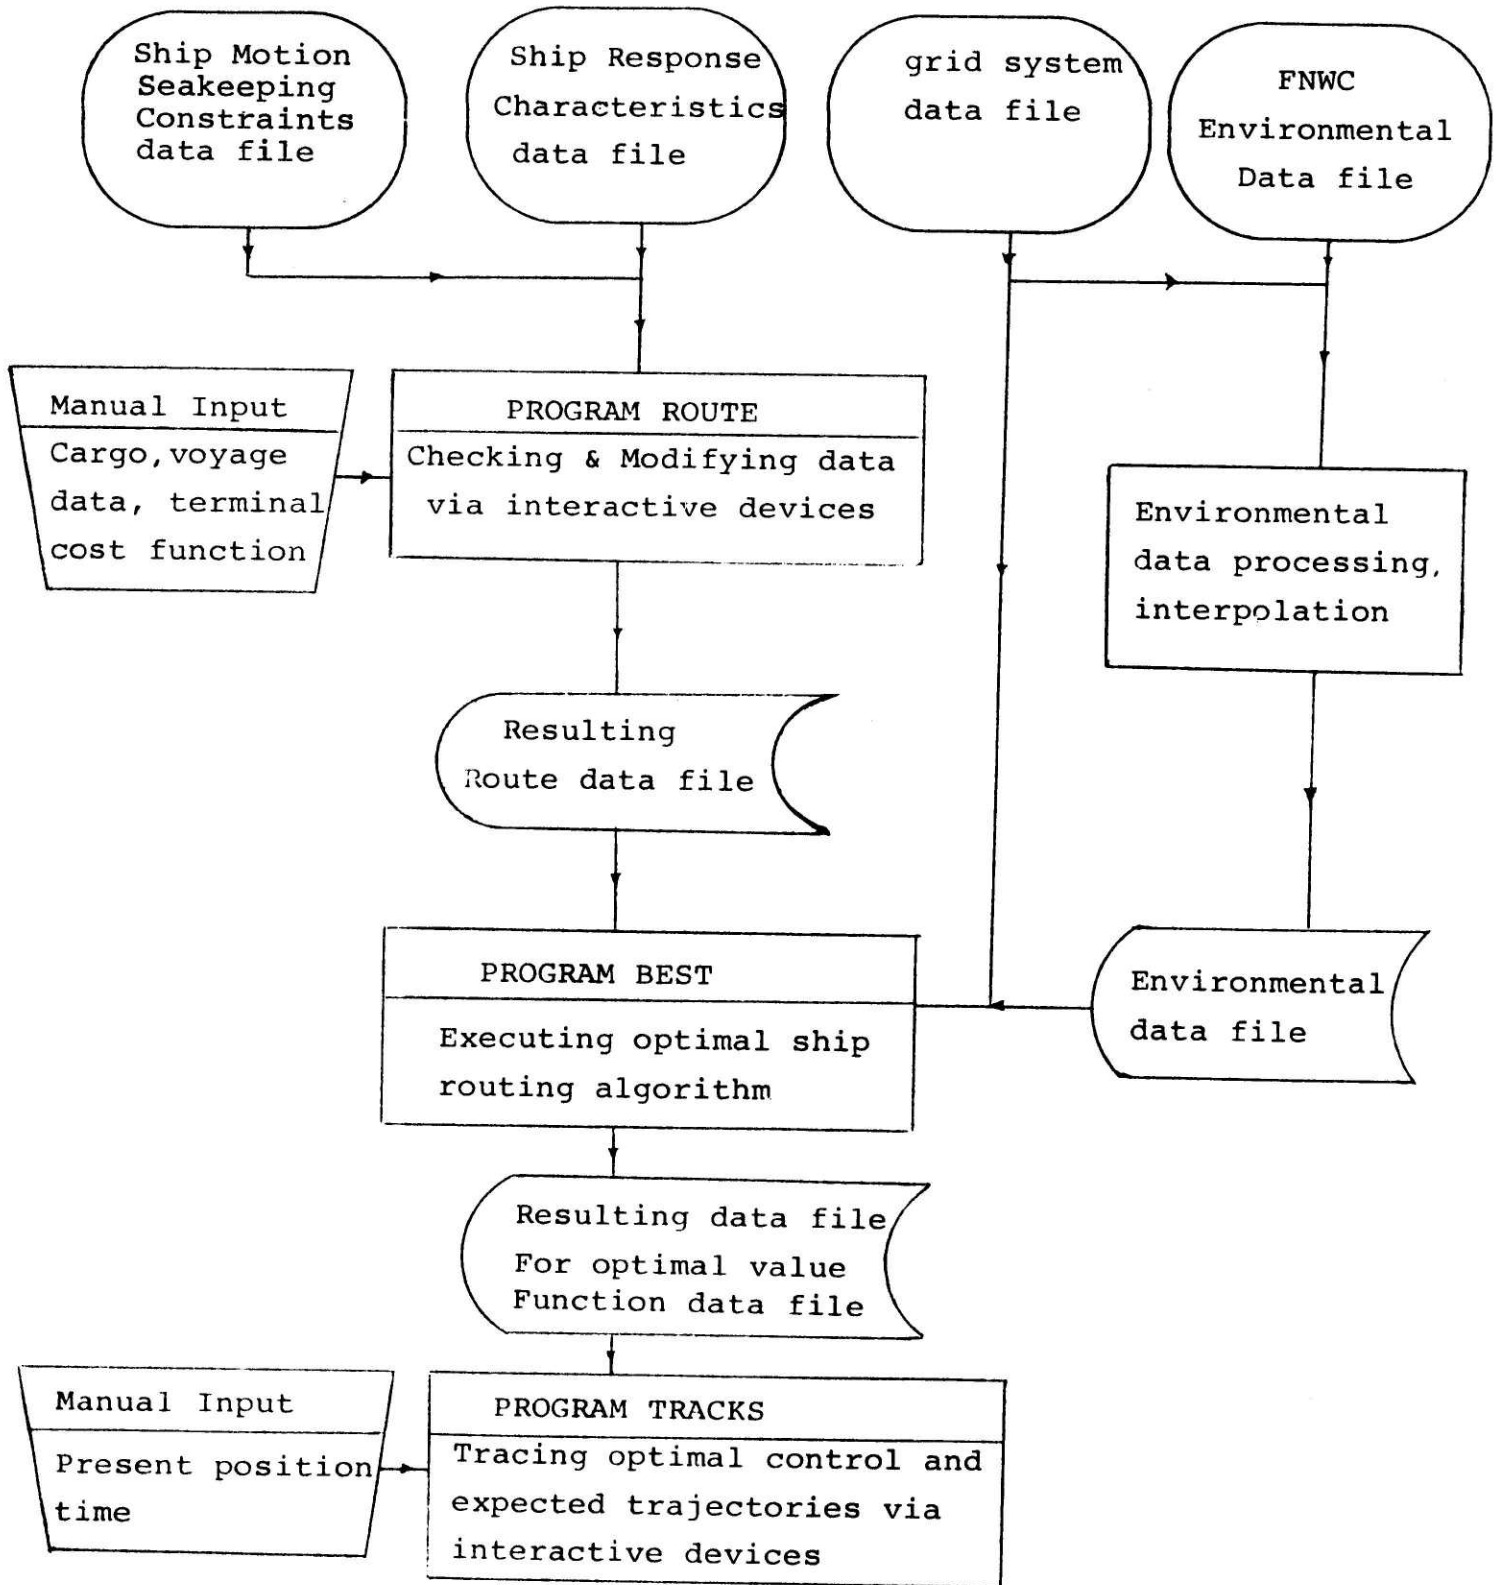 Ship Motion
Seakeeping
Constraints
data file
Ship Response
Characteristics
data file
grid system
data file
FNWC
Environmental
Data file
Manual Input
Cargo,voyage
data, terminal
cost function
PROGRAM ROUTE
Checking & Modifying data
via interactive devices
Environmental
data processing,
interpolation
Resulting
Route data file
PROGRAM BEST
Executing optimal ship
routing algorithm
Environmental
data file
Resulting data file
For optimal value
Function data file
Manual Input
Present position
time
PROGRAM TRACKS
Tracing optimal control and
expected trajectories via
interactive devices